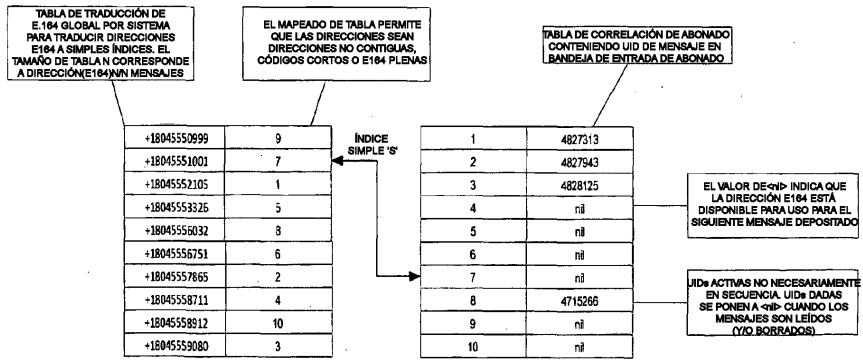 TABLA DE TRADUCCIÓN DE
E.164 GLOBAL POR SISTEMA
PARA TRADUCIR DIRECCIONES
E164 A SIMPLES ÍNDICES. EL
TAMAÑO DE TABLA N CORRESPONDE
A DIRECCIÓN(E164)N/N MENSAJES
EL MAPEADO DE TABLA PERMITE
QUE LAS DIRECCIONES SEAN
DIRECCIONES NO CONTIGUAS,
CÓDIGOS CORTOS O E164 PLENAS
TABLA DE CORRELACIÓN DE ABONADO
CONTENIENDO UID DE MENSAJE EN
BANDEJA DE ENTRADA DE ABONADO
+18045550999 9
+18045551001 7
+18045552105 1
+18045553326 5
+18045556032 8
+18045556751 6
+18045557865 2
+18045558711 4
+18045558912 10
+18045559080 3
ÍNDICE
SIMPLE 'S'
1 4827313
2 4827943
3 4828125
4 nil
5 nil
6 nil
7 nil
8 4715266
9 nil
10 nil
EL VALOR DE <nl> INDICA QUE
LA DIRECCIÓN E164 ESTÁ
DISPONIBLE PARA USO PARA EL
SIGUIENTE MENSAJE DEPOSITADO
UIDs ACTIVAS NO NECESARIAMENTE
EN SECUENCIA. UIDs DADAS
SE PONEN A <nl> CUANDO LOS
MENSAJES SON LEÍDOS
(Y/O BORRADOS)